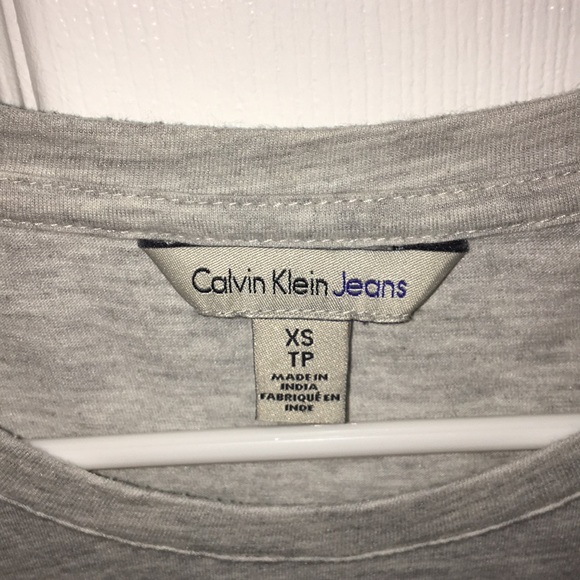 Calvin Klein Jeans
XS
TP
MADE IN
INDIA
FABRIQUÉ EN
INDE